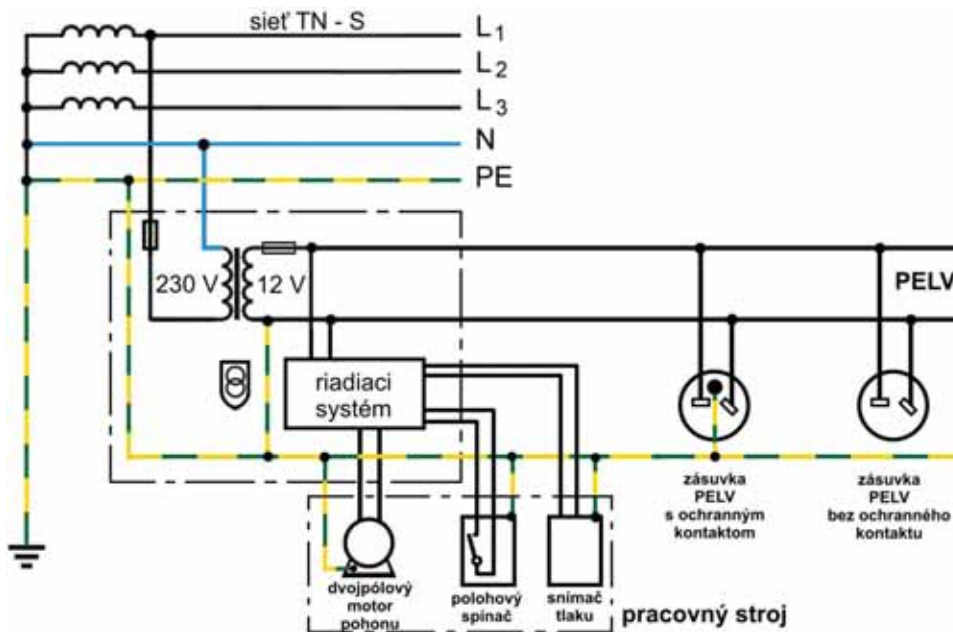 sieť TN - S
L1
L2
L3
N
PE
230 V
12 V
PELV
riadiaci
systém
zásuvka
PELV
s ochranným
kontaktom
zásuvka
PELV
bez ochranného
kontaktu
dvojpólový
motor
pohonu
polohový
spínač
snímač
tlaku
pracovný stroj